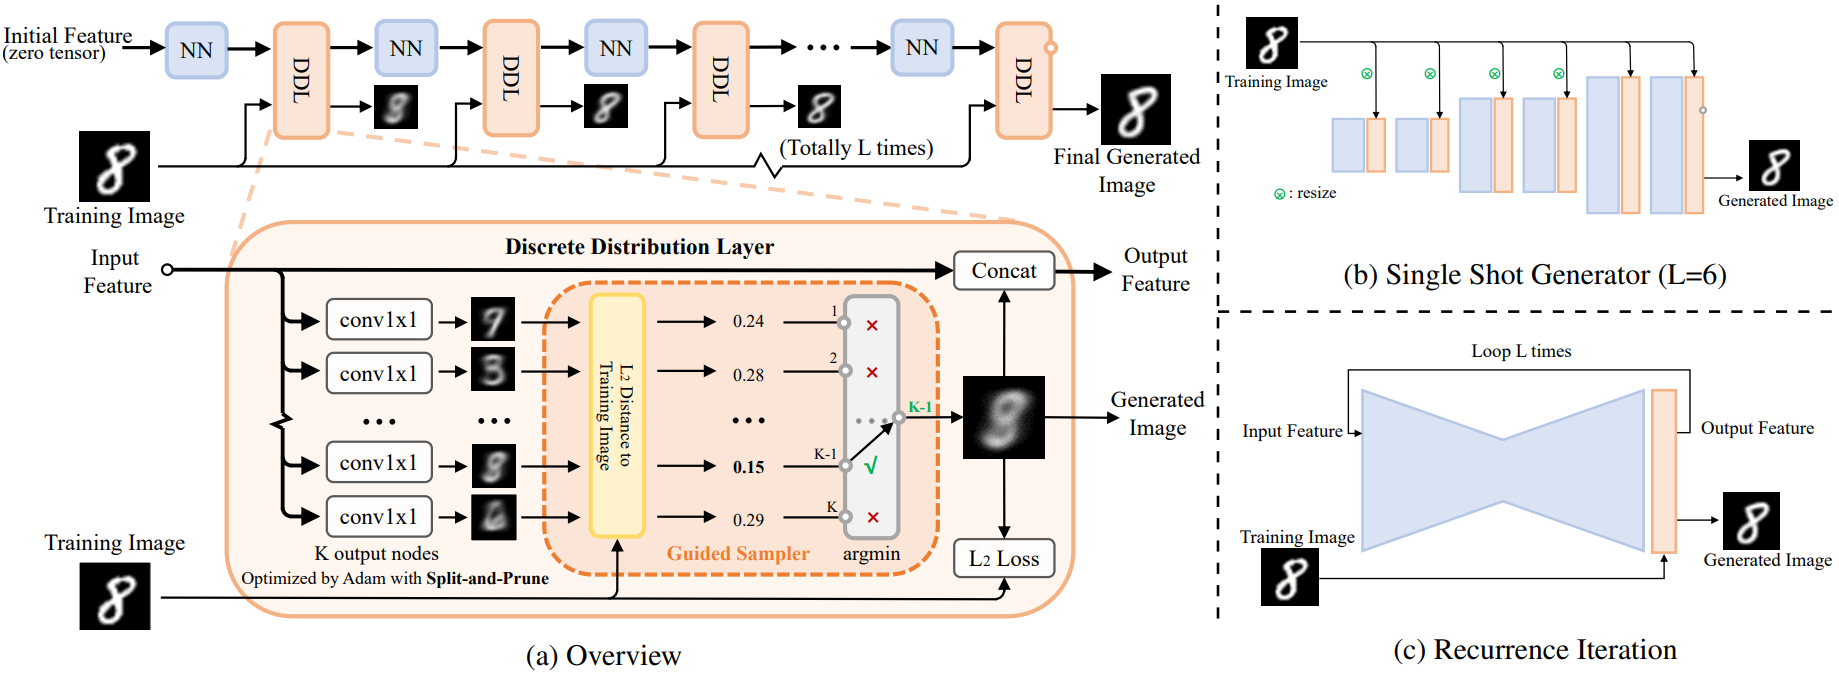 Initial Feature
(zero tensor)
NN
DDL
NN
DDL
NN
DDL
NN
DDL
Training Image
(Totally L times)
Final Generated
Image
Discrete Distribution Layer
Input
Feature
Concat
Output
Feature
conv1x1
conv1x1
conv1x1
conv1x1
K output nodes
Optimized by Adam with Split-and-Prune
L2 Distance to
Training Image
0.24
0.28
0.15
0.29
1
2
K-1
K
K-1
Guided Sampler
argmin
Generated
Image
L2 Loss
Training Image
(a) Overview
Training Image
resize
: resize
Generated Image
(b) Single Shot Generator (L=6)
Loop L times
Input Feature
Output Feature
Training Image
Generated Image
(c) Recurrence Iteration